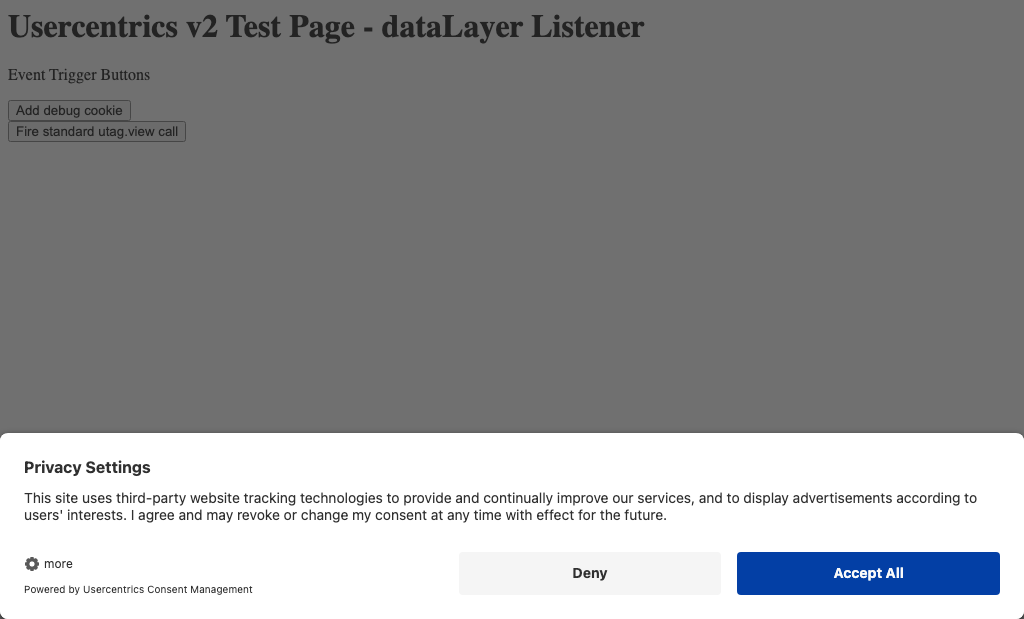 Usercentrics v2 Test Page - dataLayer Listener
Event Trigger Buttons
Add debug cookie
Fire standard utag.view call
Privacy Settings
This site uses third-party website tracking technologies to provide and continually improve our services, and to display advertisements according to
users' interests. I agree and may revoke or change my consent at any time with effect for the future.
more
Deny
Accept All
Powered by Usercentrics Consent Management